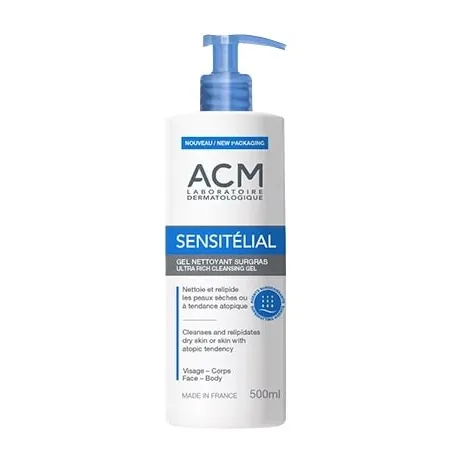 NOUVEAU / NEW PACKAGING
ACM
LABORATOIRE
DERMATOLOGIQUE
SENSITÉLIAL
GEL NETTOYANT SURGRAS
ULTRA RICH CLEANSING GEL
Nettoie et relipide
les peaux sèches ou
à tendance atopique
Cleanses and relipidates
dry skin or skin with
atopic tendency
Visage – Corps
Face – Body
MADE IN FRANCE
500ml